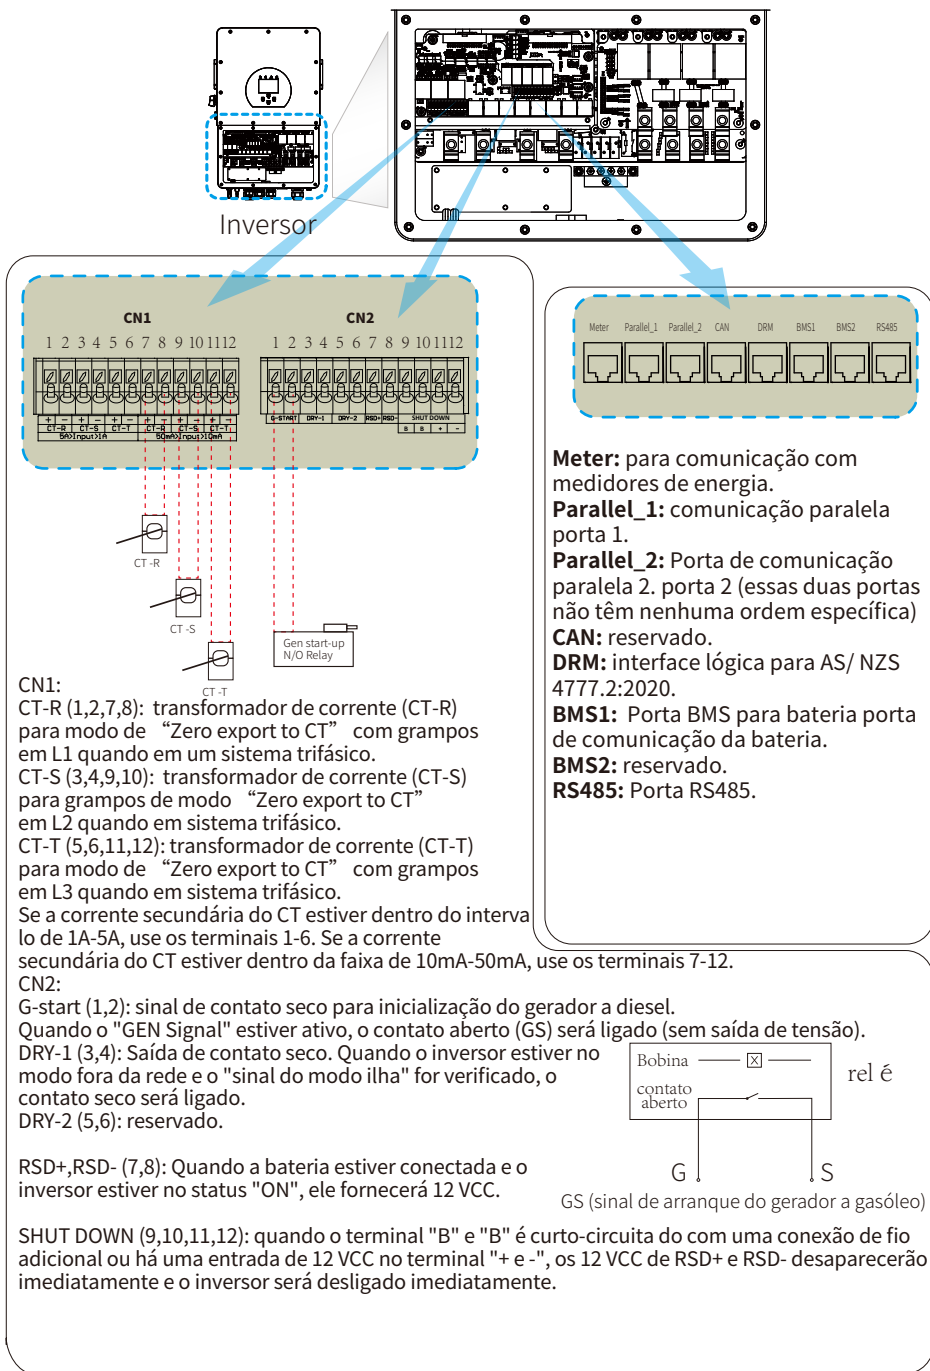 Inversor
CN1
CN2
1 2 3 4 5 6 7 8 9 10 11 12
1 2 3 4 5 6 7 8 9 10 11 12
+ − + − + − + − + − + −
CT-R CT-S CT-T CT-R CT-S CT-T
5A>Input>1A 50mA>Input>10mA
G-START DRY-1 DRY-2 RSD+ RSD- SHUT DOWN
B B + -
Meter Parallel_1 Parallel_2 CAN DRM BMS1 BMS2 RS485
CT -R
CT -S
CT -T
Gen start-up
N/O Relay
Meter: para comunicação com
medidores de energia.
Parallel_1: comunicação paralela
porta 1.
Parallel_2: Porta de comunicação
paralela 2. porta 2 (essas duas portas
não têm nenhuma ordem específica)
CAN: reservado.
DRM: interface lógica para AS/ NZS
4777.2:2020.
BMS1: Porta BMS para bateria porta
de comunicação da bateria.
BMS2: reservado.
RS485: Porta RS485.
CN1:
CT-R (1,2,7,8): transformador de corrente (CT-R)
para modo de “Zero export to CT” com grampos
em L1 quando em um sistema trifásico.
CT-S (3,4,9,10): transformador de corrente (CT-S)
para grampos de modo “Zero export to CT”
em L2 quando em sistema trifásico.
CT-T (5,6,11,12): transformador de corrente (CT-T)
para modo de “Zero export to CT” com grampos
em L3 quando em sistema trifásico.
Se a corrente secundária do CT estiver dentro do interva
lo de 1A-5A, use os terminais 1-6. Se a corrente
secundária do CT estiver dentro da faixa de 10mA-50mA, use os terminais 7-12.
CN2:
G-start (1,2): sinal de contato seco para inicialização do gerador a diesel.
Quando o "GEN Signal" estiver ativo, o contato aberto (GS) será ligado (sem saída de tensão).
DRY-1 (3,4): Saída de contato seco. Quando o inversor estiver no
modo fora da rede e o "sinal do modo ilha" for verificado, o
contato seco será ligado.
DRY-2 (5,6): reservado.
Bobina
X
contato
aberto
rel é
G
S
GS (sinal de arranque do gerador a gasóleo)
RSD+,RSD- (7,8): Quando a bateria estiver conectada e o
inversor estiver no status "ON", ele fornecerá 12 VCC.
SHUT DOWN (9,10,11,12): quando o terminal "B" e "B" é curto-circuita do com uma conexão de fio
adicional ou há uma entrada de 12 VCC no terminal "+ e -", os 12 VCC de RSD+ e RSD- desaparecerão
imediatamente e o inversor será desligado imediatamente.